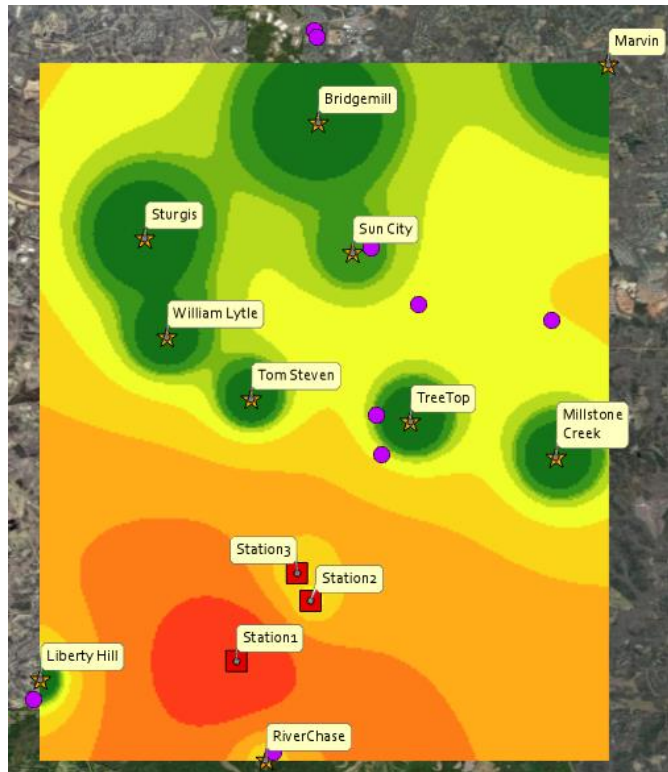 Marvin
Bridgemill
Sturgis
Sun City
William Lytle
Tom Steven
TreeTop
Millstone
Creek
Station3
Station2
Station1
Liberty Hill
RiverChase